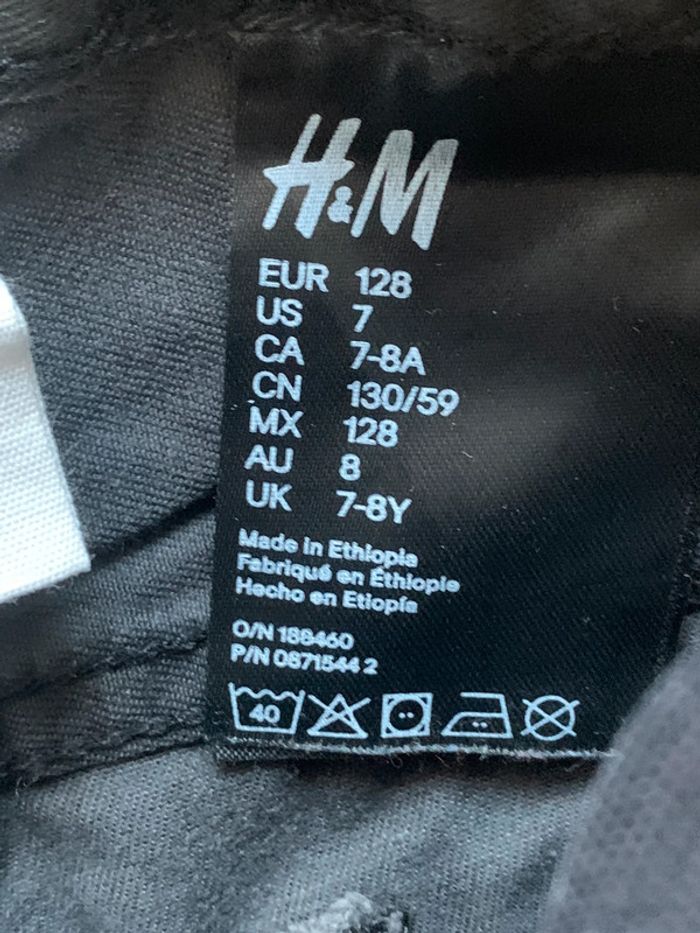 H&M
EUR 128
US 7
CA 7-8A
CN 130/59
MX 128
AU 8
UK 7-8Y
Made in Ethiopia
Fabriqué en Éthiopie
Hecho en Etiopía
O/N 188460
P/N 0871544 2
40